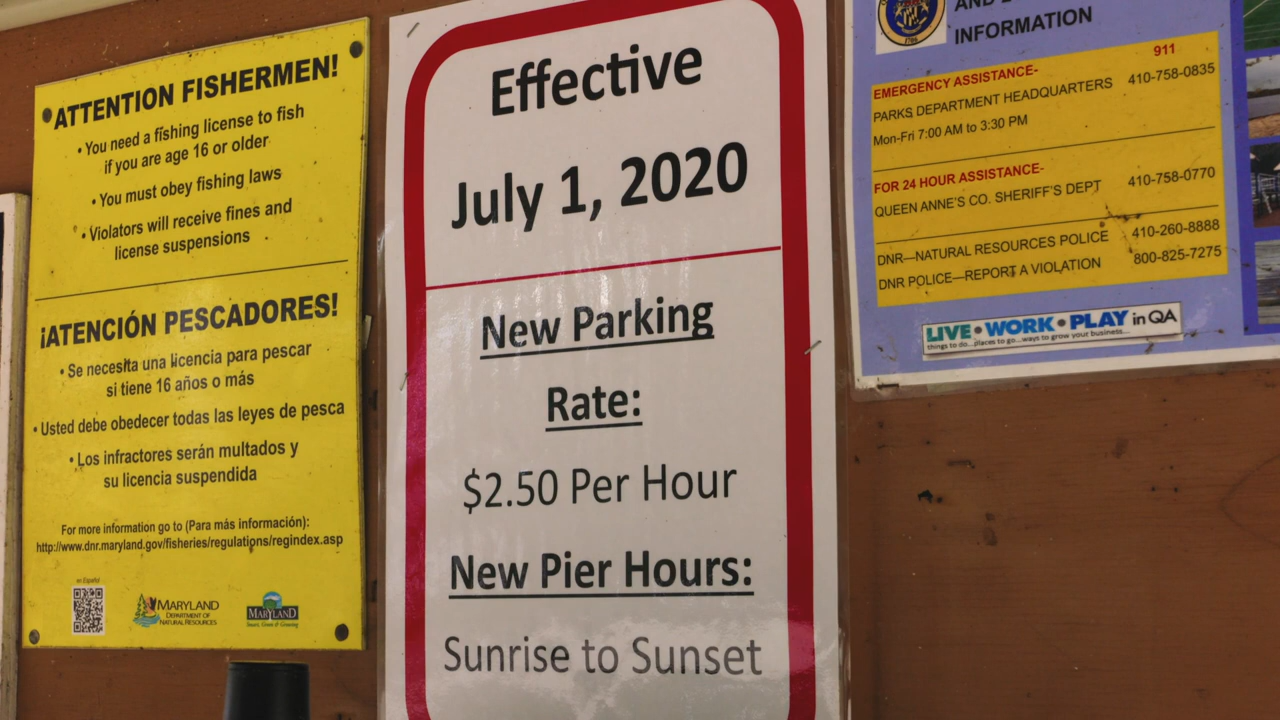 ATTENTION FISHERMEN!
• You need a fishing license to fish
if you are age 16 or older
• You must obey fishing laws
• Violators will receive fines and
license suspensions
¡ATENCIÓN PESCADORES!
• Se necesita una licencia para pescar
si tiene 16 años o más
• Usted debe obedecer todas las leyes de pesca
• Los infractores serán multados y
su licencia suspendida
For more information go to (Para más información):
http://www.dnr.maryland.gov/fisheries/regulations/regindex.asp
en Español
MARYLAND
DEPARTMENT OF
NATURAL RESOURCES
MARYLAND
Smart, Green & Growing
Effective
July 1, 2020
New Parking
Rate:
$2.50 Per Hour
New Pier Hours:
Sunrise to Sunset
INFORMATION
911
EMERGENCY ASSISTANCE-
PARKS DEPARTMENT HEADQUARTERS 410-758-0835
Mon-Fri 7:00 AM to 3:30 PM
FOR 24 HOUR ASSISTANCE-
QUEEN ANNE'S CO. SHERIFF'S DEPT 410-758-0770
DNR—NATURAL RESOURCES POLICE 410-260-8888
DNR POLICE—REPORT A VIOLATION 800-825-7275
LIVE • WORK • PLAY in QA
things to do...places to go...ways to grow your business...